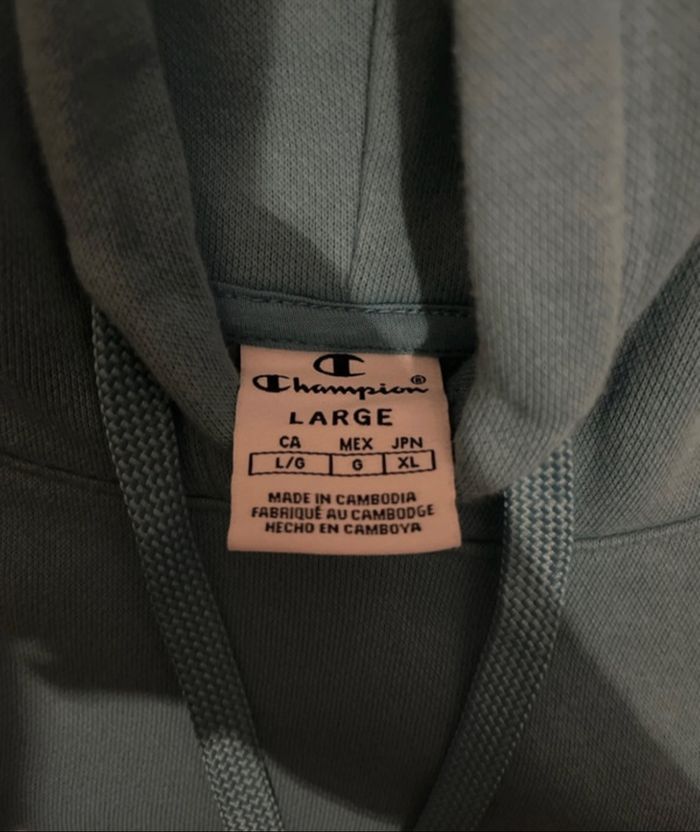 Champion®
LARGE
CA MEX JPN
L/G G XL
MADE IN CAMBODIA
FABRIQUÉ AU CAMBODGE
HECHO EN CAMBOYA